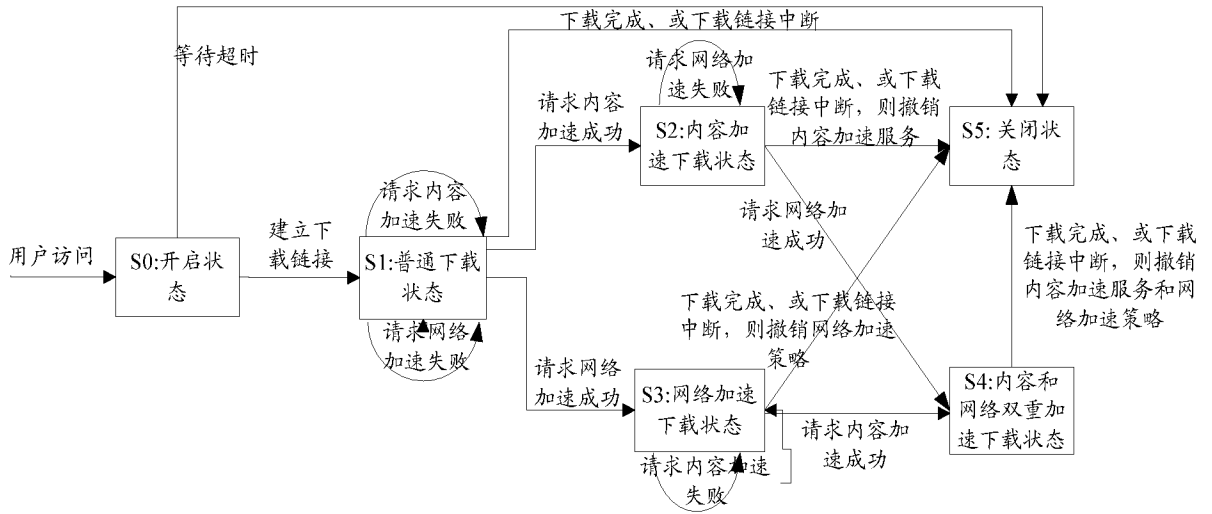 下载完成、或下载链接中断
等待超时
请求网络加
速失败
下载完成、或下载
链接中断，则撤销
内容加速服务
请求内容
加速成功
S2:内容加
速下载状态
S5: 关闭状
态
请求内容
加速失败
请求网络加
速成功
用户访问
S0:开启状
态
建立下
载链接
S1:普通下载
状态
下载完成、或下载
链接中断，则撤销
内容加速服务和网
络加速策略
请求网络
加速失败
下载完成、或下载链接
中断，则撤销网络加速
策略
请求网络
加速成功
S3:网络加速
下载状态
S4:内容和
网络双重加
速下载状态
请求内容加
速成功
请求内容加速
失败